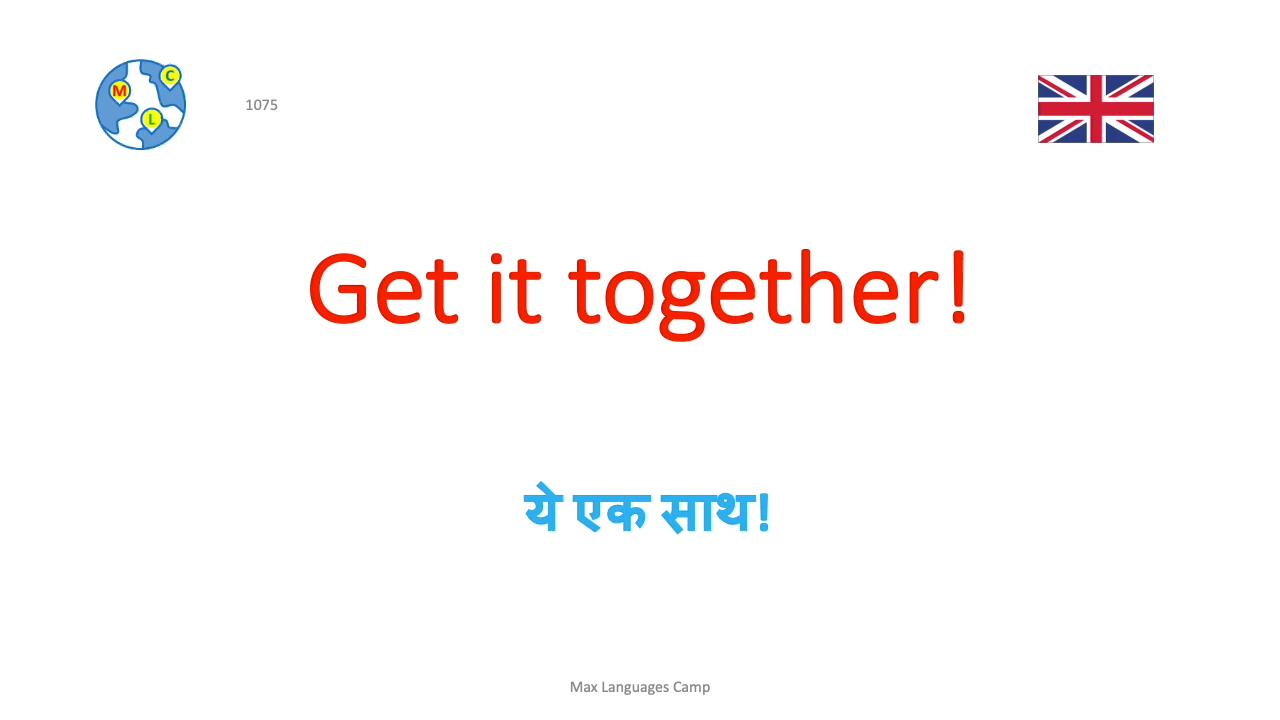 C
M
L
1075
Get it together!
ये एक साथ!
Max Languages Camp